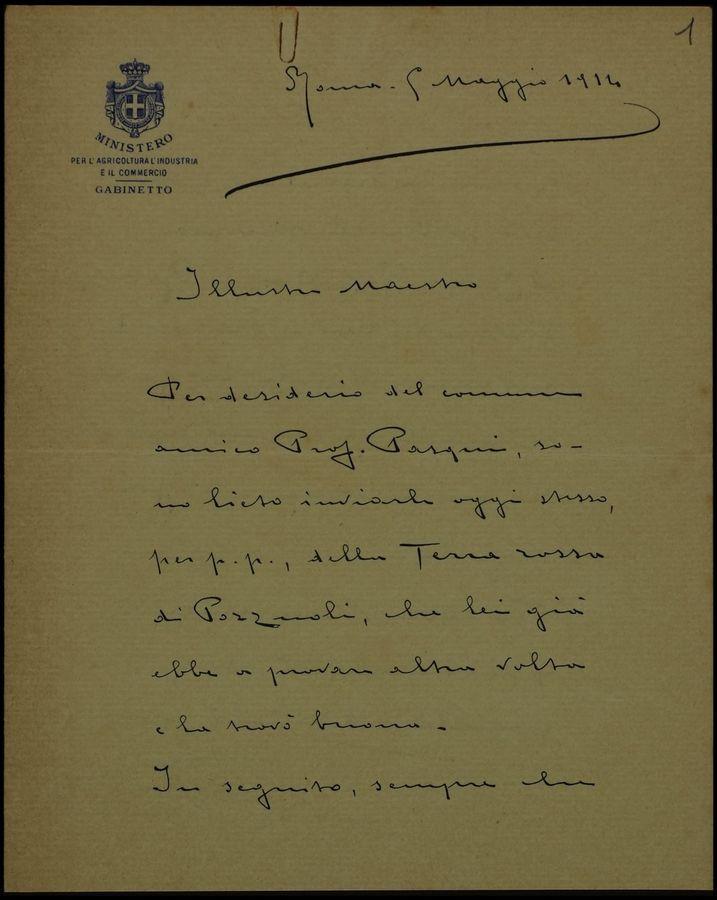 1
Roma - 5 Maggio 1914
MINISTERO
PER L'AGRICOLTURA L'INDUSTRIA
E IL COMMERCIO
GABINETTO
Illustre Maestro
Per desiderio del comune
amico Prof. Pasqui, so-
no lieto inviarle oggi stesso,
per p.p., della Terra rossa
di Pozzuoli, che lei già
ebbe a provare altra volta
e la trovò buona.
In seguito, sempre che